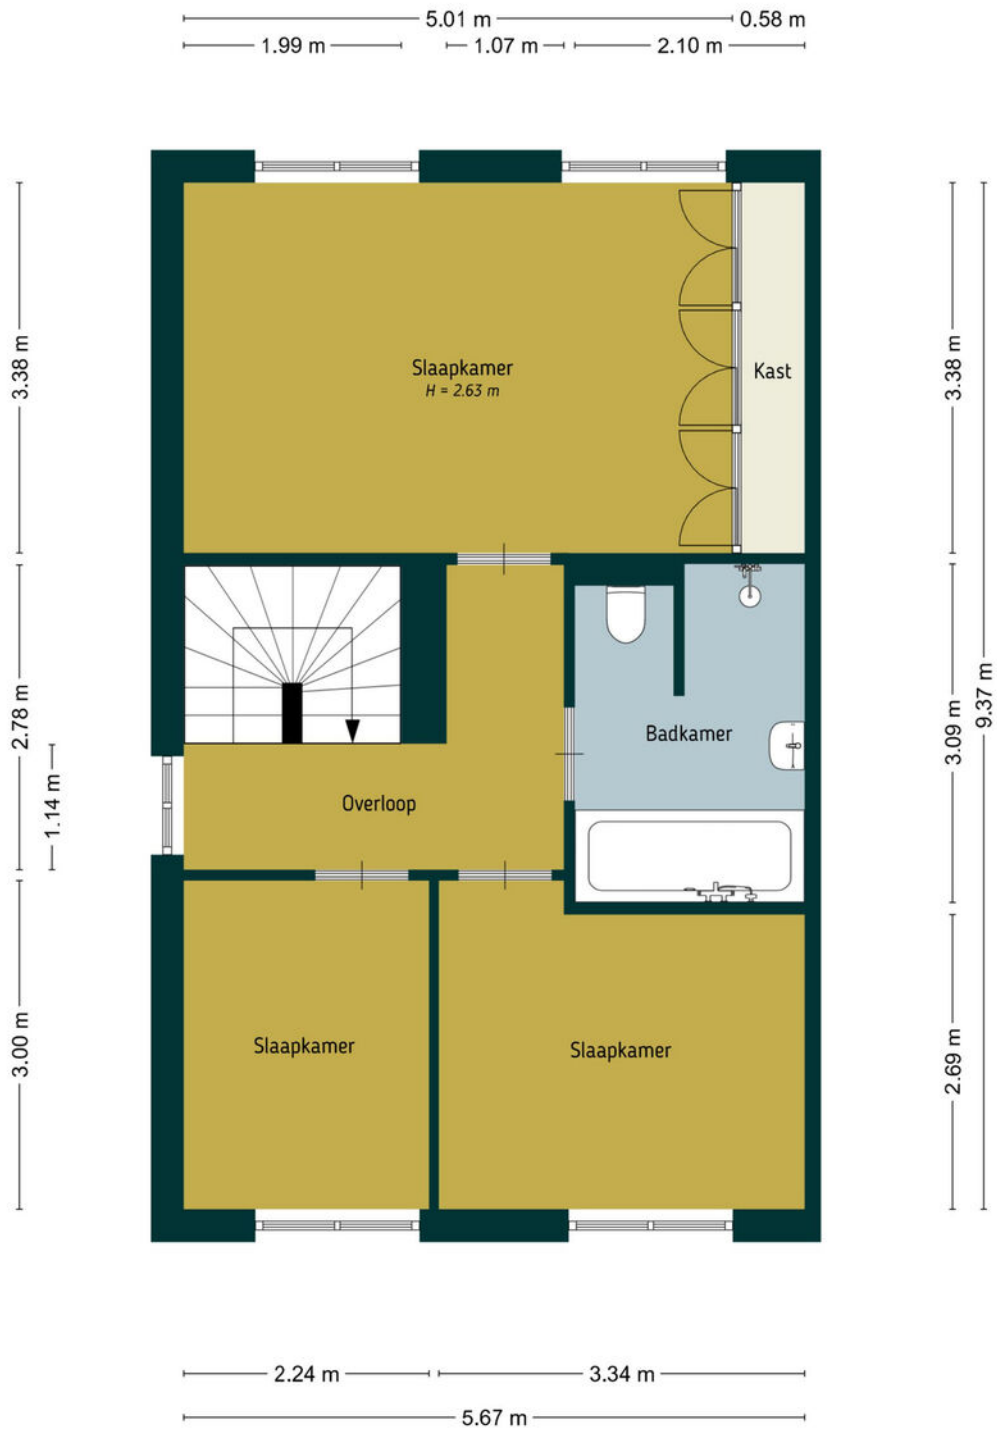 5.01 m 0.58 m
1.99 m 1.07 m 2.10 m
3.38 m
2.78 m
1.14 m
3.00 m
Slaapkamer
H = 2.63 m
Kast
Badkamer
Overloop
Slaapkamer
Slaapkamer
3.38 m
3.09 m
2.69 m
9.37 m
2.24 m 3.34 m
5.67 m